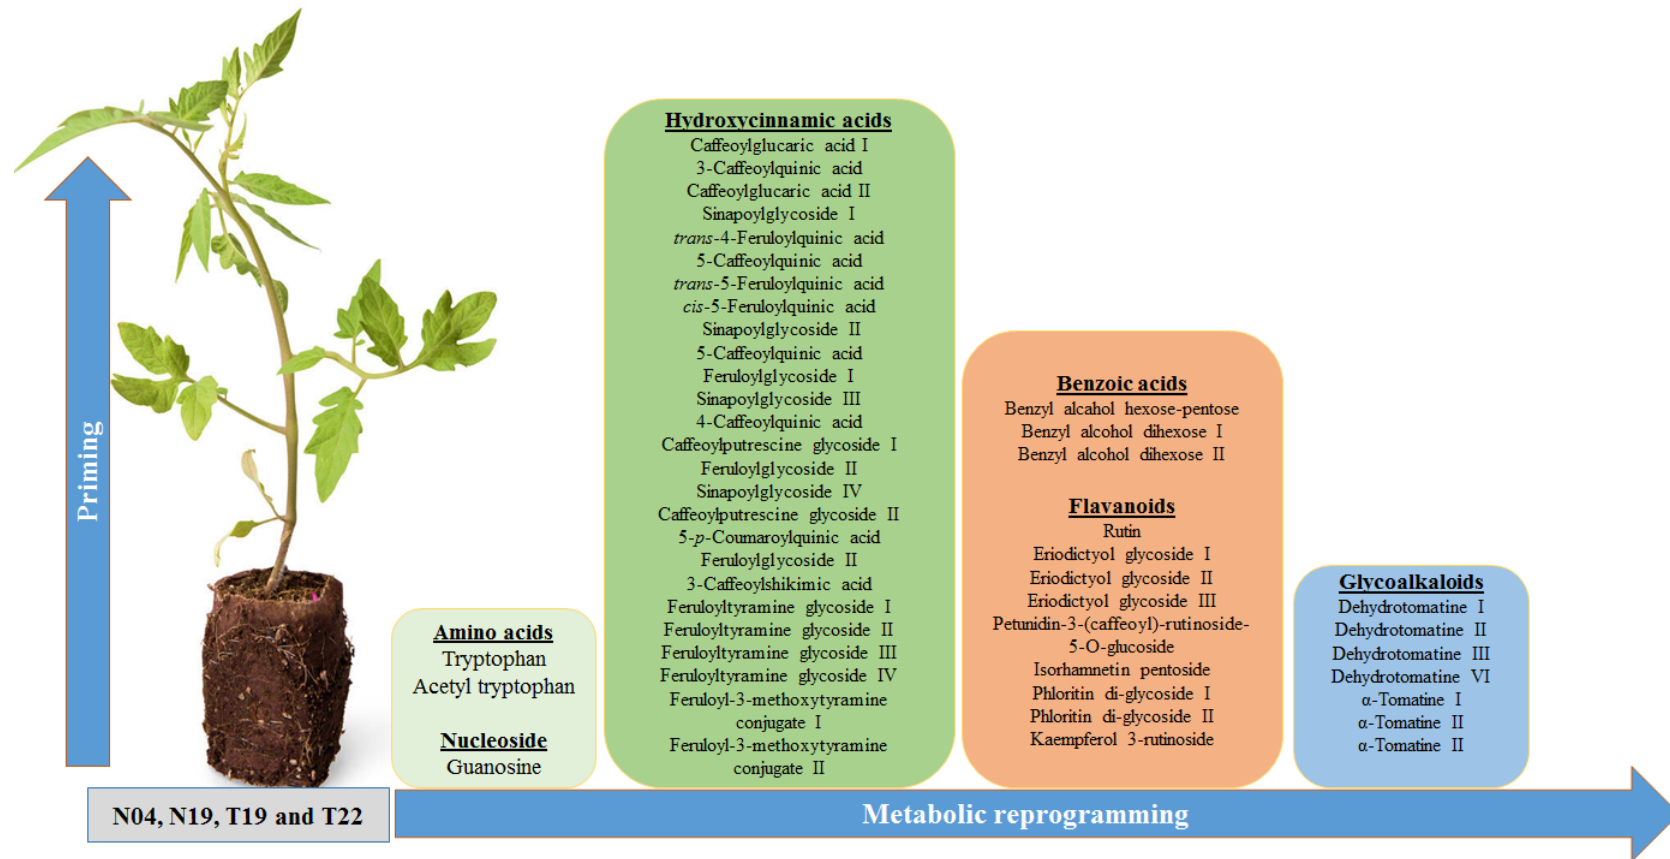 Priming
N04, N19, T19 and T22
Amino acids
Tryptophan
Acetyl tryptophan
Nucleoside
Guanosine
Hydroxycinnamic acids
Caffeoylglucaric acid I
3-Caffeoylquinic acid
Caffeoylglucaric acid II
Sinapoylglycoside I
trans-4-Feruloylquinic acid
5-Caffeoylquinic acid
trans-5-Feruloylquinic acid
cis-5-Feruloylquinic acid
Sinapoylglycoside II
5-Caffeoylquinic acid
Feruloylglycoside I
Sinapoylglycoside III
4-Caffeoylquinic acid
Caffeoylputrescine glycoside I
Feruloylglycoside II
Sinapoylglycoside IV
Caffeoylputrescine glycoside II
5-p-Coumaroylquinic acid
Feruloylglycoside II
3-Caffeoylshikimic acid
Feruloyltyramine glycoside I
Feruloyltyramine glycoside II
Feruloyltyramine glycoside III
Feruloyltyramine glycoside IV
Feruloyl-3-methoxytyramine
conjugate I
Feruloyl-3-methoxytyramine
conjugate II
Benzoic acids
Benzyl alcahol hexose-pentose
Benzyl alcohol dihexose I
Benzyl alcohol dihexose II
Flavanoids
Rutin
Eriodictyol glycoside I
Eriodictyol glycoside II
Eriodictyol glycoside III
Petunidin-3-(caffeoyl)-rutinoside-
5-O-glucoside
Isorhamnetin pentoside
Phloritin di-glycoside I
Phloritin di-glycoside II
Kaempferol 3-rutinoside
Glycoalkaloids
Dehydrotomatine I
Dehydrotomatine II
Dehydrotomatine III
Dehydrotomatine VI
α-Tomatine I
α-Tomatine II
α-Tomatine II
Metabolic reprogramming